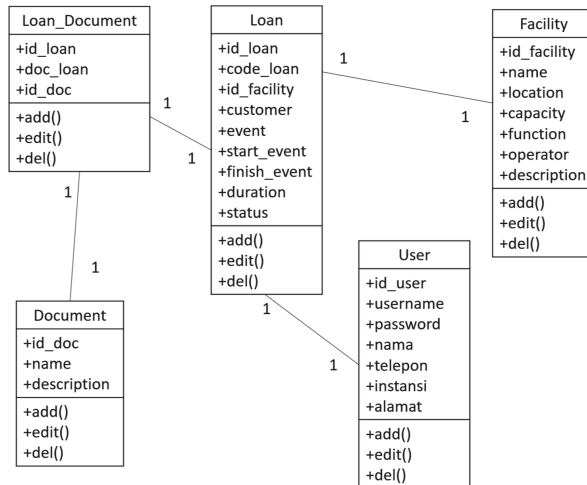 Loan_Document
+id_loan
+doc_loan
+id_doc
+add()
+edit()
+del()
Loan
+id_loan
+code_loan
+id_facility
+customer
+event
+start_event
+finish_event
+duration
+status
+add()
+edit()
+del()
Facility
+id_facility
+name
+location
+capacity
+function
+operator
+description
+add()
+edit()
+del()
1
1
1
1
1
1
Document
+id_doc
+name
+description
+add()
+edit()
+del()
1
1
User
+id_user
+username
+password
+nama
+telepon
+instansi
+alamat
+add()
+edit()
+del()